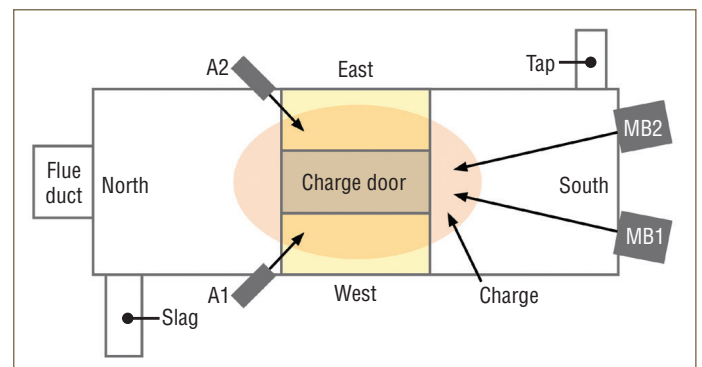 A2
East
Tap
MB2
Flue
duct
North
Charge door
South
MB1
A1
West
Charge
Slag